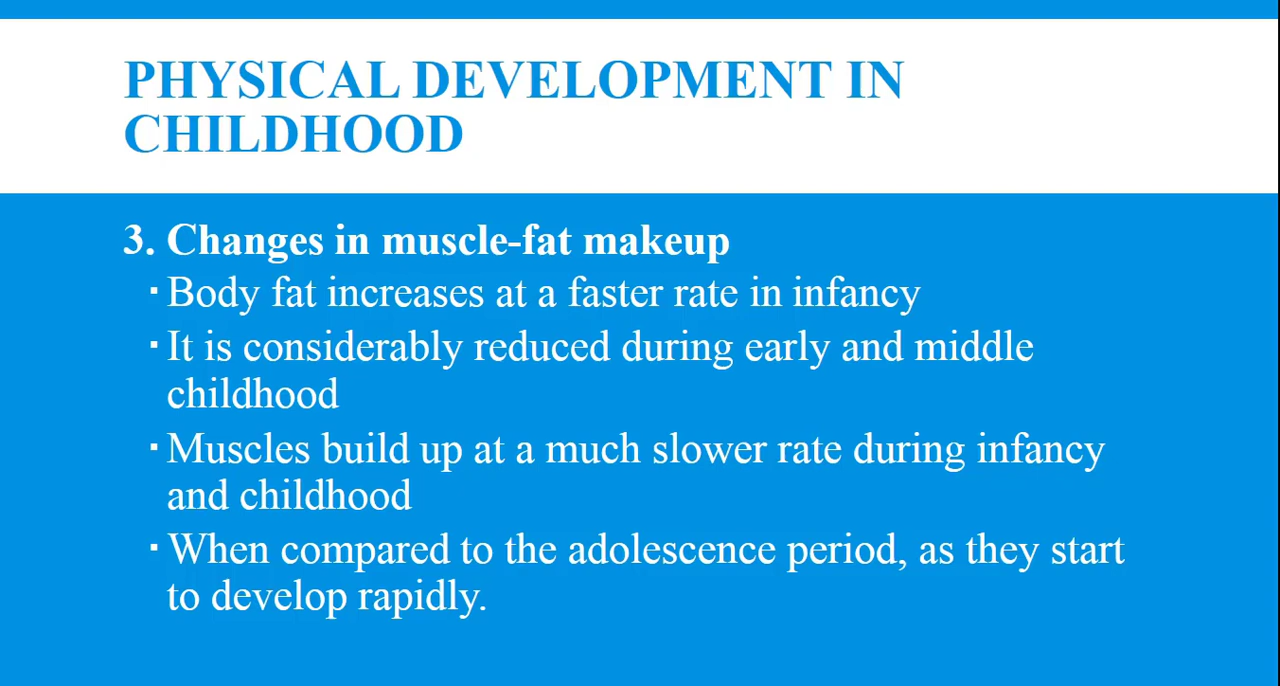 PHYSICAL DEVELOPMENT IN
CHILDHOOD
3. Changes in muscle-fat makeup
▪ Body fat increases at a faster rate in infancy
▪ It is considerably reduced during early and middle
childhood
▪ Muscles build up at a much slower rate during infancy
and childhood
▪ When compared to the adolescence period, as they start
to develop rapidly.